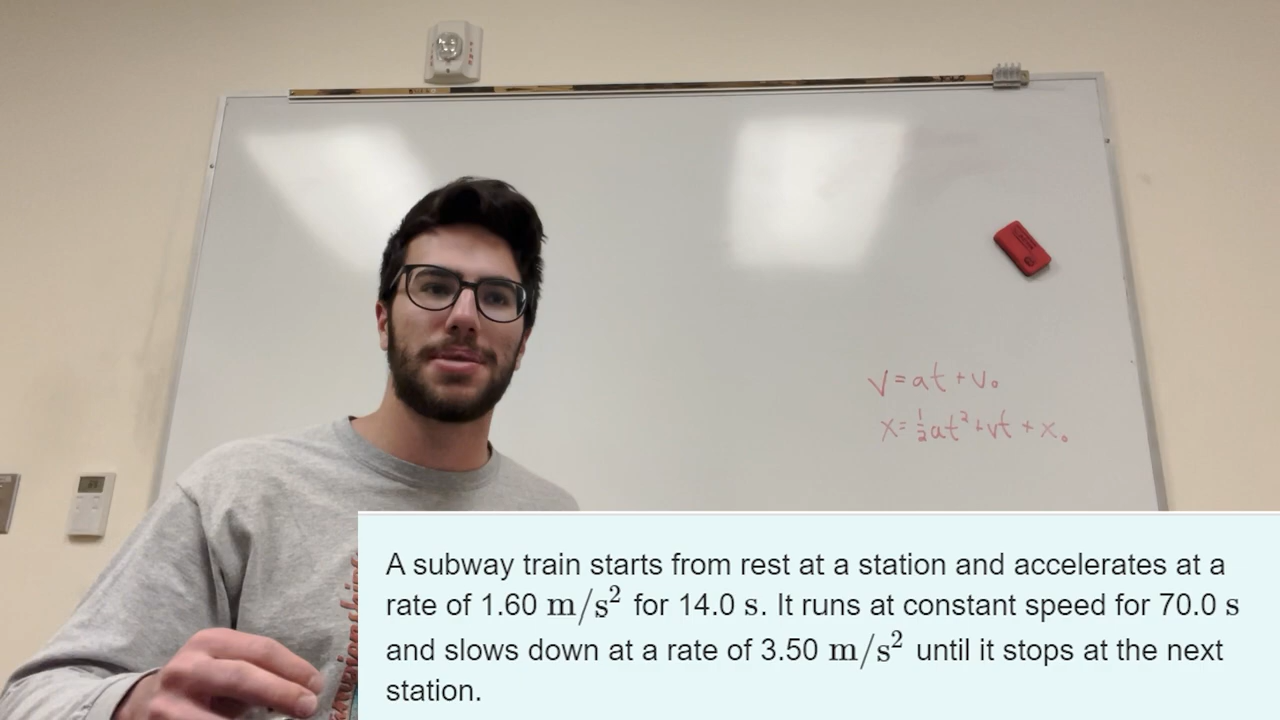 FIRE
v=at+v₀
x=½at²+vt+x₀
A subway train starts from rest at a station and accelerates at a
rate of 1.60 m/s² for 14.0 s. It runs at constant speed for 70.0 s
and slows down at a rate of 3.50 m/s² until it stops at the next
station.